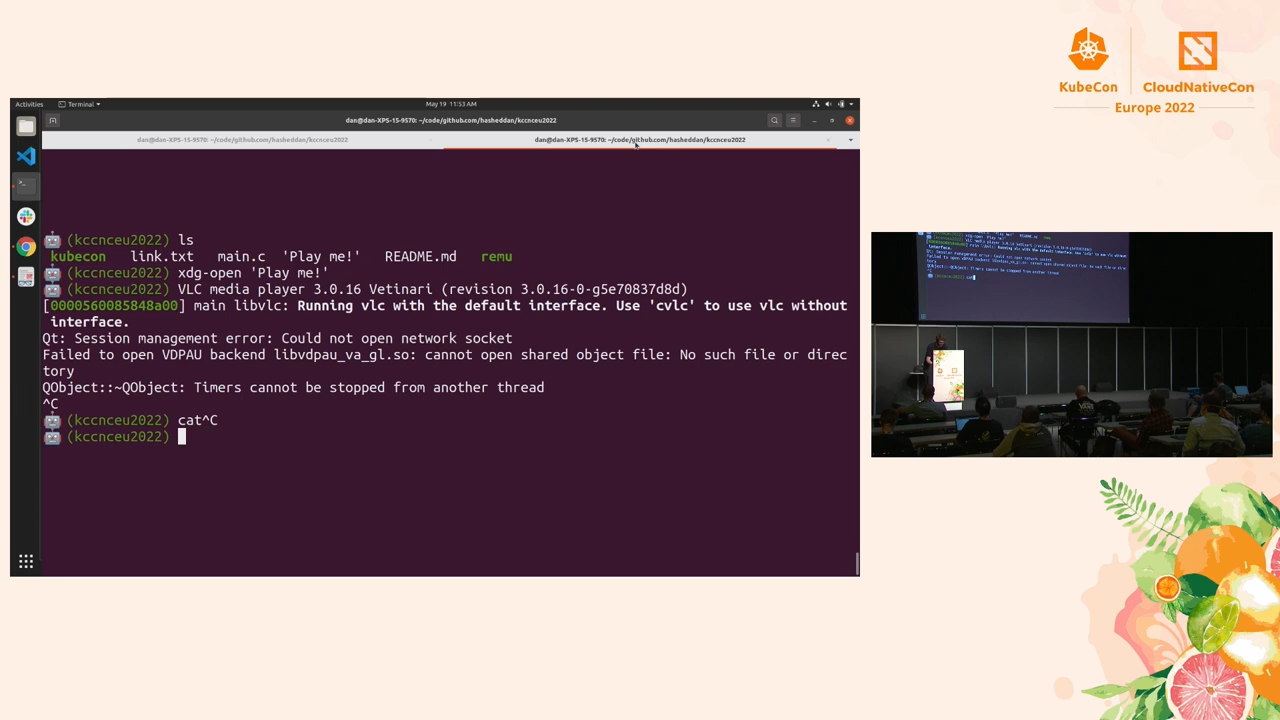 KubeCon
CloudNativeCon
Europe 2022
Activities
Terminal
May 19 11:53 AM
dan@dan-XPS-15-9570: ~/code/github.com/hasheddan/kccnceu2022
dan@dan-XPS-15-9570: ~/code/github.com/hasheddan/kccnceu2022
dan@dan-XPS-15-9570: ~/code/github.com/hasheddan/kccnceu2022
(kccnceu2022) ls
kubecon link.txt main.c 'Play me!' README.md remu
(kccnceu2022) xdg-open 'Play me!'
(kccnceu2022) VLC media player 3.0.16 Vetinari (revision 3.0.16-0-g5e70837d8d)
[0000560085848a00] main libvlc: Running vlc with the default interface. Use 'cvlc' to use vlc without
interface.
Qt: Session management error: Could not open network socket
Failed to open VDPAU backend libvdpau_va_gl.so: cannot open shared object file: No such file or direc
tory
QObject::~QObject: Timers cannot be stopped from another thread
^C
(kccnceu2022) cat^C
(kccnceu2022)